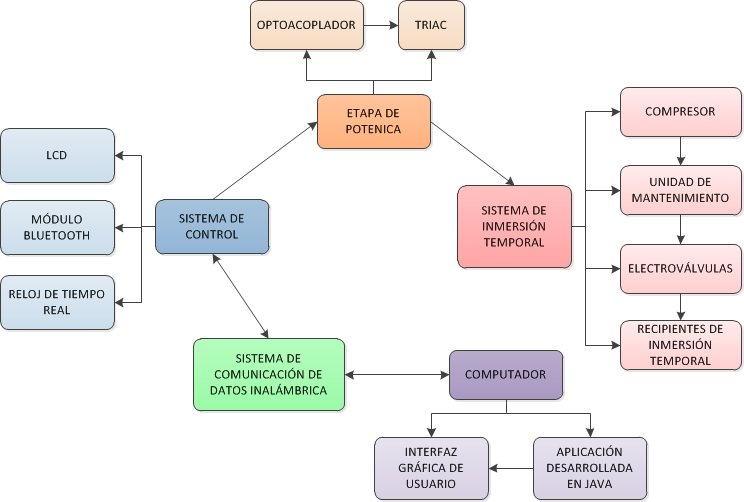 OPTOACOPLADOR
TRIAC
ETAPA DE
POTENICA
COMPRESOR
LCD
UNIDAD DE
MANTENIMIENTO
MÓDULO
BLUETOOTH
SISTEMA DE
CONTROL
SISTEMA DE
INMERSIÓN
TEMPORAL
ELECTROVÁLVULAS
RELOJ DE TIEMPO
REAL
RECIPIENTES DE
INMERSIÓN
TEMPORAL
SISTEMA DE
COMUNICACIÓN DE
DATOS INALÁMBRICA
COMPUTADOR
INTERFAZ
GRÁFICA DE
USUARIO
APLICACIÓN
DESARROLLADA
EN JAVA